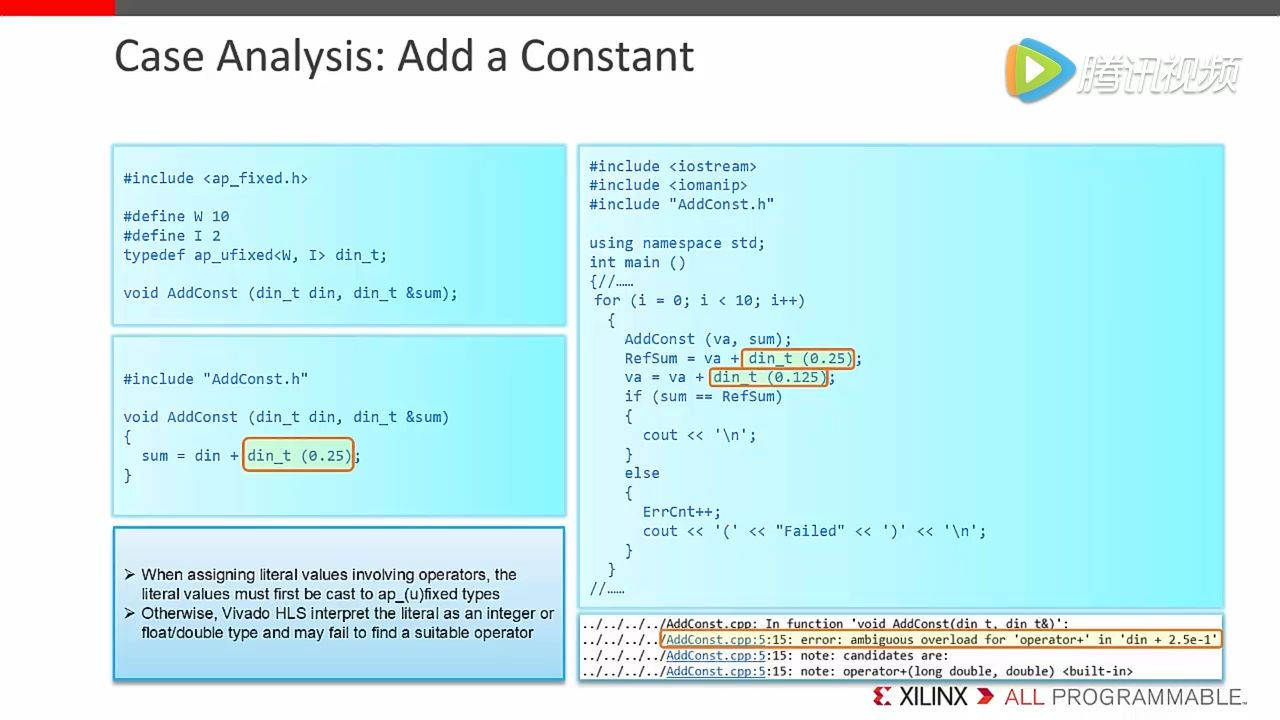 Case Analysis: Add a Constant
腾讯视频
#include <ap_fixed.h>
#define W 10
#define I 2
typedef ap_ufixed<W, I> din_t;
void AddConst (din_t din, din_t &sum);
#include "AddConst.h"
void AddConst (din_t din, din_t &sum)
{
sum = din + din_t (0.25);
}
➢ When assigning literal values involving operators, the
literal values must first be cast to ap_(u)fixed types
➢ Otherwise, Vivado HLS interpret the literal as an integer or
float/double type and may fail to find a suitable operator
#include <iostream>
#include <iomanip>
#include "AddConst.h"
using namespace std;
int main ()
{//……
for (i = 0; i < 10; i++)
{
AddConst (va, sum);
RefSum = va + din_t (0.25);
va = va + din_t (0.125);
if (sum == RefSum)
{
cout << '\n';
}
else
{
ErrCnt++;
cout << '(' << "Failed" << ')' << '\n';
}
}
//……
../../../../AddConst.cpp: In function 'void AddConst(din_t, din_t&)':
../../../../AddConst.cpp:5:15: error: ambiguous overload for 'operator+' in 'din + 2.5e-1'
../../../../AddConst.cpp:5:15: note: candidates are:
../../../../AddConst.cpp:5:15: note: operator+(long double, double) <built-in>
XILINX ALL PROGRAMMABLE.